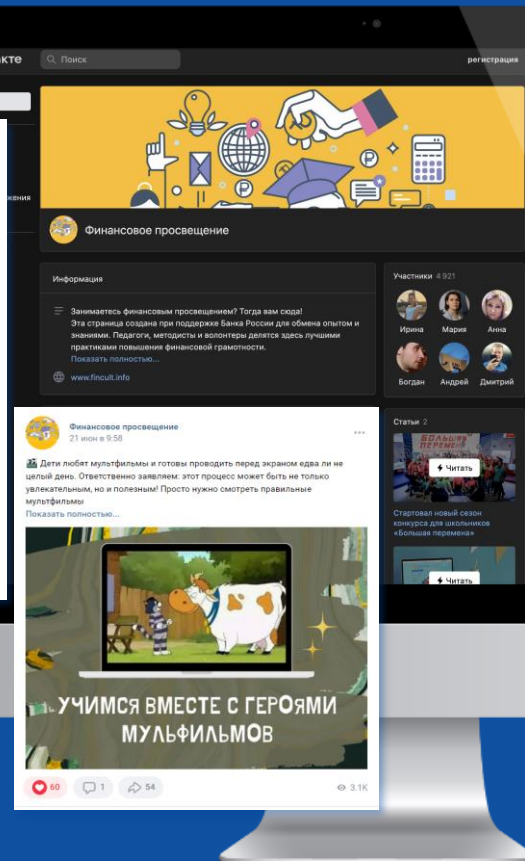 акте
Поиск
регистрация
жения
Финансовое просвещение
Информация
Занимаетесь финансовым просвещением? Тогда вам сюда!
Эта страница создана при поддержке Банка России для обмена опытом и
знаниями. Педагоги, методисты и волонтеры делятся здесь лучшими
практиками повышения финансовой грамотности.
Показать полностью...
www.fincult.info
Участники 4 921
Ирина Мария Анна
Богдан Андрей Дмитрий
Финансовое просвещение
21 июн в 9:58
Дети любят мультфильмы и готовы проводить перед экраном едва ли не
целый день. Ответственно заявляем: этот процесс может быть не только
увлекательным, но и полезным! Просто нужно смотреть правильные
мультфильмы
Показать полностью...
УЧИМСЯ ВМЕСТЕ С ГЕРОЯМИ
МУЛЬФИЛЬМОВ
60 1 54 3.1K
Статьи 2
БОЛЬШАЯ
ПЕРЕМЕНА
Читать
Стартовал новый сезон
конкурса для школьников
«Большая перемена»
Читать